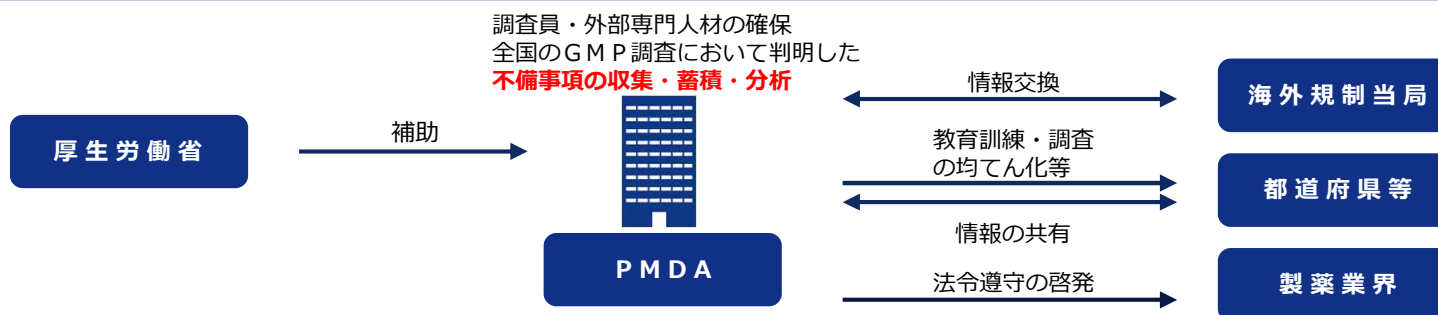 調査員・外部専門人材の確保
全国のGMP調査において判明した
不備事項の収集・蓄積・分析
厚生労働省
補助
PMDA
情報交換
海外規制当局
教育訓練・調査
の均てん化等
都道府県等
情報の共有
法令遵守の啓発
製薬業界